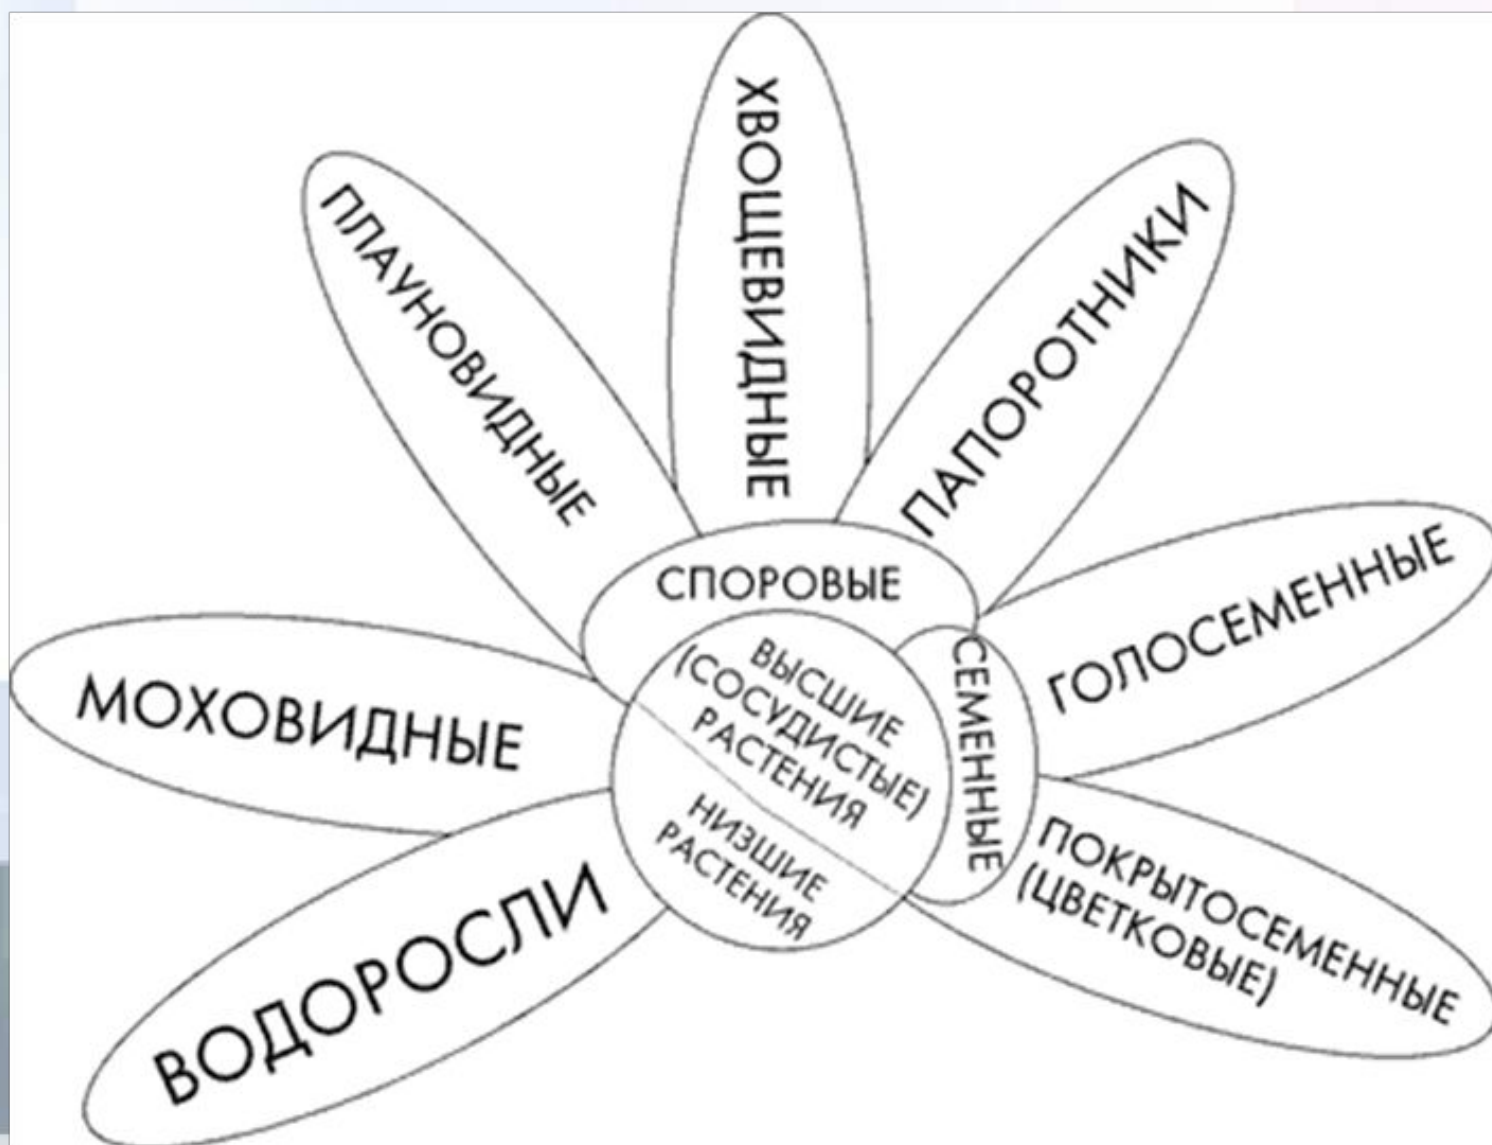 ХВОЩЕВИДНЫЕ
ПЛАУНОВИДНЫЕ
ПАПОРОТНИКИ
ГОЛОСЕМЕННЫЕ
СПОРОВЫЕ
СЕМЕННЫЕ
ВЫСШИЕ
(СОСУДИСТЫЕ)
РАСТЕНИЯ
НИЗШИЕ
РАСТЕНИЯ
МОХОВИДНЫЕ
ВОДОРОСЛИ
ПОКРЫТОСЕМЕННЫЕ
(ЦВЕТКОВЫЕ)